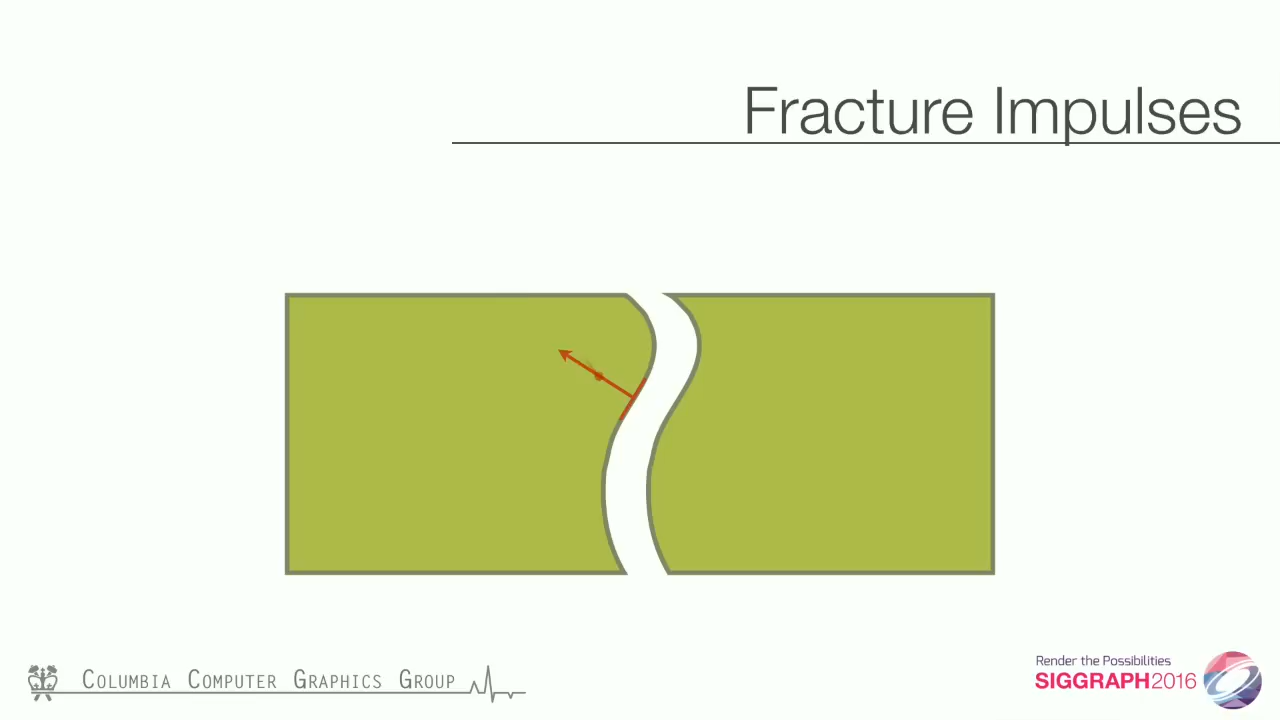 Fracture Impulses
Columbia Computer Graphics Group
Render the Possibilities
SIGGRAPH2016